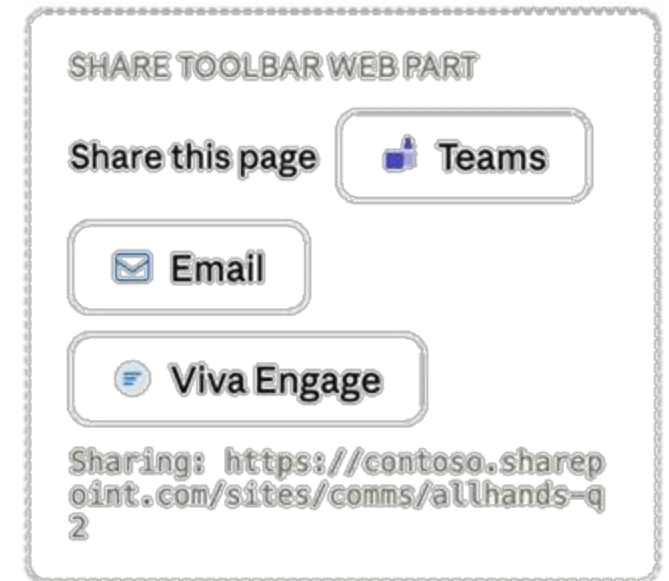 SHARE TOOLBAR WEB PART
Share this page Teams
Email
Viva Engage
Sharing: https://contoso.sharep
oint.com/sites/comms/allhands-q
2